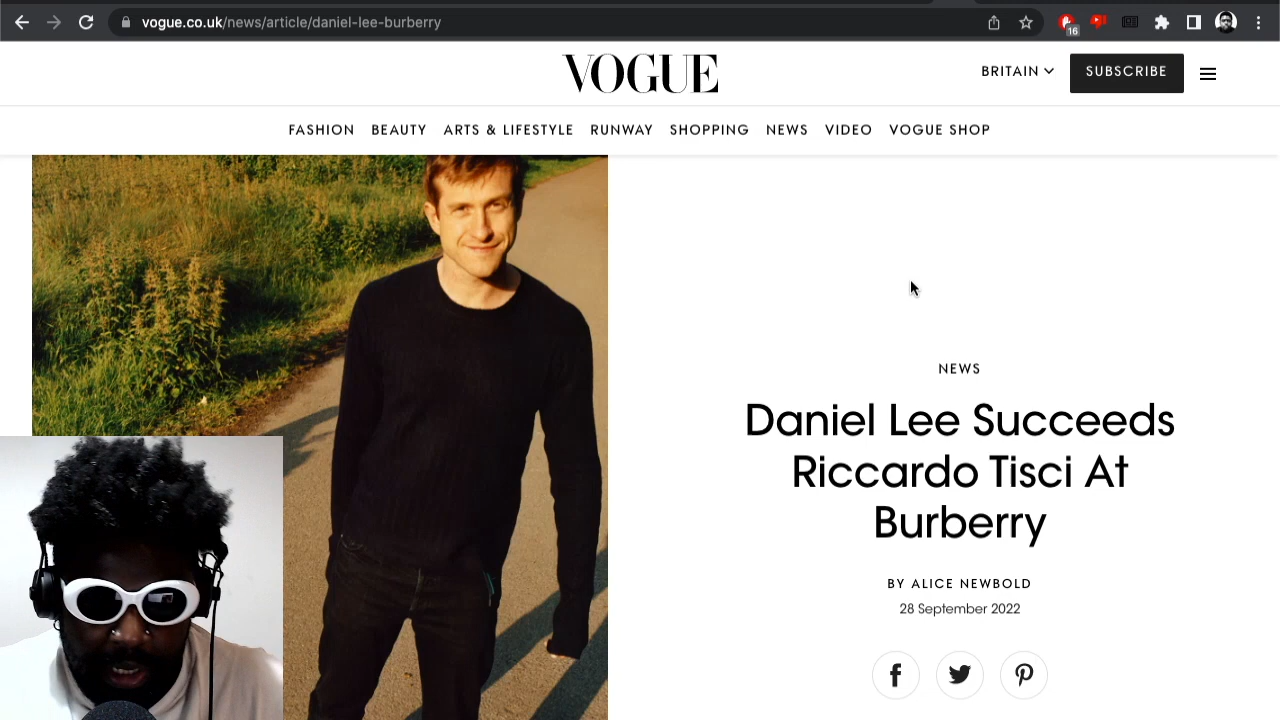 vogue.co.uk/news/article/daniel-lee-burberry
16
VOGUE
BRITAIN
SUBSCRIBE
FASHION BEAUTY ARTS & LIFESTYLE RUNWAY SHOPPING NEWS VIDEO VOGUE SHOP
NEWS
Daniel Lee Succeeds
Riccardo Tisci At
Burberry
BY ALICE NEWBOLD
28 September 2022